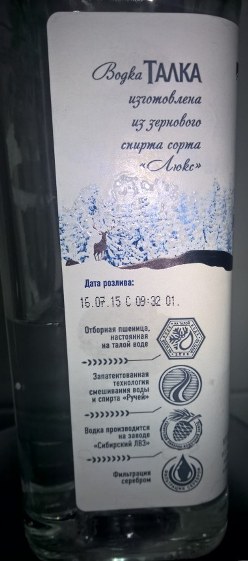 Водка ТАЛКА
изготовлена
из зернового
спирта сорта
«Люкс»
Дата розлива:
16.07.15 С 09:32 01.
Отборная пшеница,
настоянная
на талой воде
Запатентованная
технология
смешивания воды
и спирта «Ручей»
Водка производится
на заводе
«Сибирский ЛВЗ»
Фильтрация
серебром